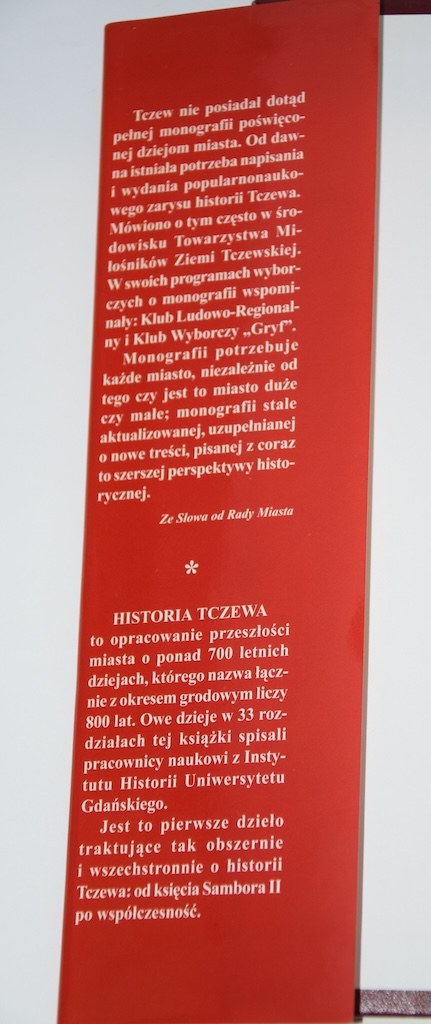 Tczew nie posiadał dotąd
pełnej monografii poświęco-
nej dziejom miasta. Od daw-
na istniała potrzeba napisania
i wydania popularnonauko-
wego zarysu historii Tczewa.
Mówiono o tym często w śro-
dowisku Towarzystwa Mi-
łośników Ziemi Tczewskiej.
W swoich programach wybor-
czych o monografii wspomi-
nały: Klub Ludowo-Regional-
ny i Klub Wyborczy „Gryf”.
Monografii potrzebuje
każde miasto, niezależnie od
tego czy jest to miasto duże
czy małe; monografii stale
aktualizowanej, uzupełnianej
o nowe treści, pisanej z coraz
to szerszej perspektywy histo-
rycznej.
Ze Słowa od Rady Miasta
*
HISTORIA TCZEWA
to opracowanie przeszłości
miasta o ponad 700 letnich
dziejach, którego nazwa łącz-
nie z okresem grodowym liczy
800 lat. Owe dzieje w 33 roz-
działach tej książki spisali
pracownicy naukowi z Insty-
tutu Historii Uniwersytetu
Gdańskiego.
Jest to pierwsze dzieło
traktujące tak obszernie
i wszechstronnie o historii
Tczewa: od księcia Sambora II
po współczesność.